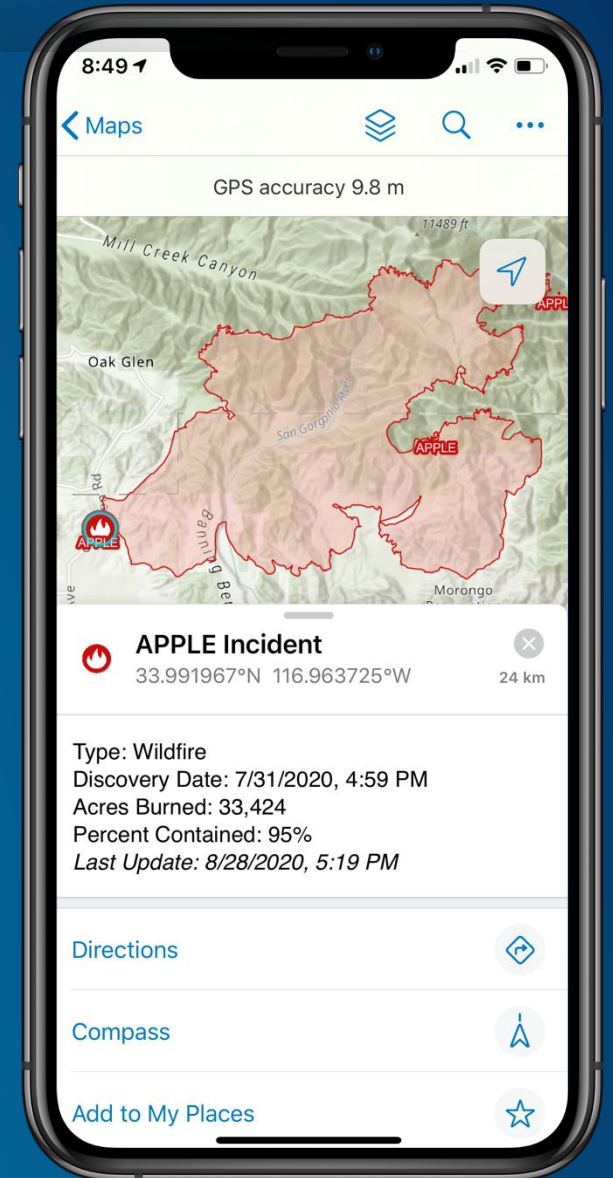 8:49
Maps
GPS accuracy 9.8 m
11489 ft
Mill Creek Canyon
APPL
Oak Glen
San Gorgonio River
APPLE
Rd
APPLE
Banning Be
ve
Morongo
APPLE Incident
33.991967°N 116.963725°W
24 km
Type: Wildfire
Discovery Date: 7/31/2020, 4:59 PM
Acres Burned: 33,424
Percent Contained: 95%
Last Update: 8/28/2020, 5:19 PM
Directions
Compass
Add to My Places